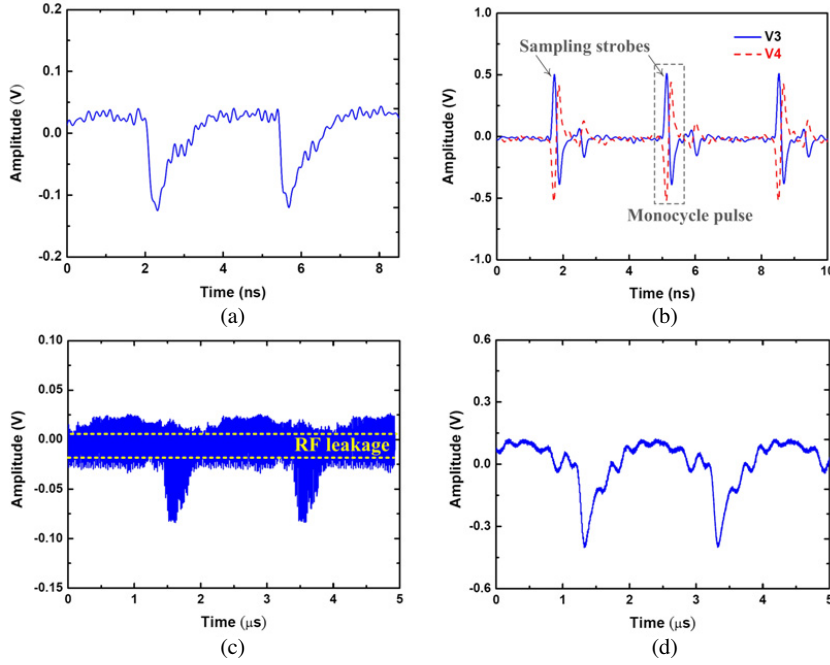 0.2
0.1
0.0
-0.1
-0.2
Amplitude (V)
0 2 4 6 8
Time (ns)
(a)
1.0
0.5
0.0
-0.5
-1.0
Amplitude (V)
Sampling strobes
V3
V4
Monocycle pulse
0 2 4 6 8 10
Time (ns)
(b)
0.10
0.05
0.00
-0.05
-0.10
-0.15
Amplitude (V)
RF leakage
0 1 2 3 4 5
Time (μs)
(c)
0.6
0.3
0.0
-0.3
-0.6
Amplitude (V)
0 1 2 3 4 5
Time (μs)
(d)